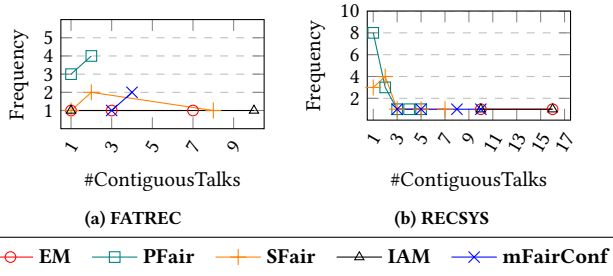 Frequency
5
4
3
2
1
1 3 5 7 9
#ContiguousTalks
(a) FATREC
Frequency
10
8
6
4
2
1 3 5 7 9 11 13 15 17
#ContiguousTalks
(b) RECSYS
EM PFair SFair IAM mFairConf